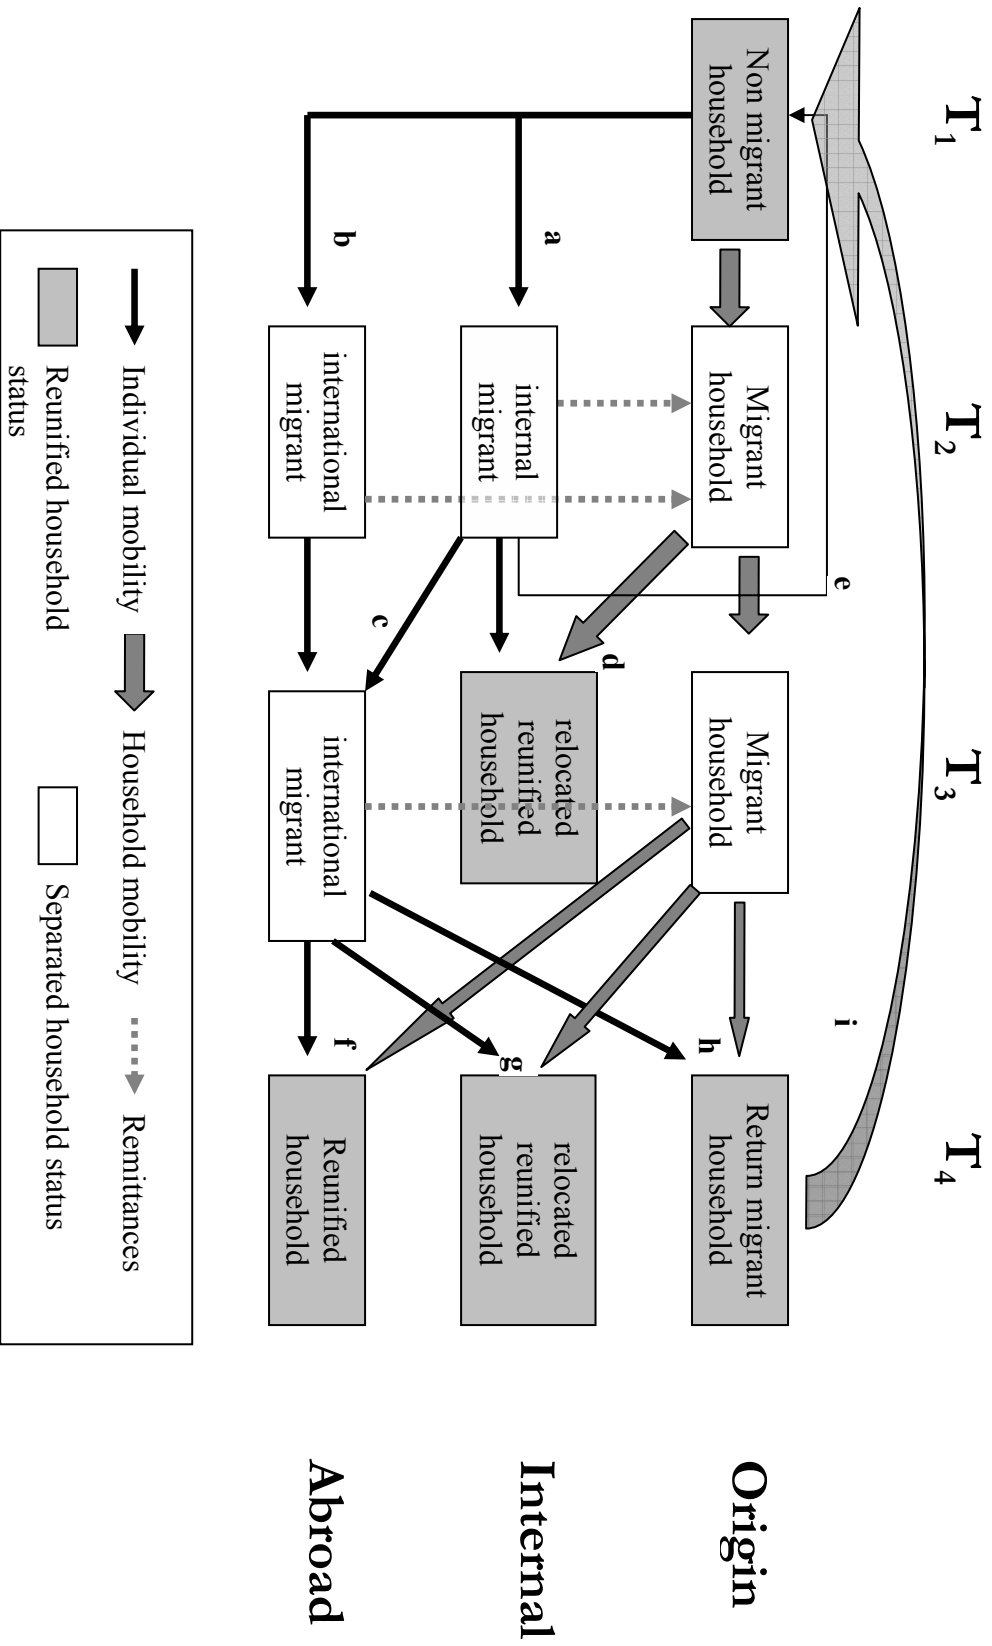 T1
T2
T3
T4
i
e
Non migrant
household
Migrant
household
Migrant
household
h
Return migrant
household
Origin
a
d
internal
migrant
relocated
reunified
household
g
relocated
reunified
household
Internal
b
c
f
international
migrant
international
migrant
Reunified
household
Abroad
Individual mobility
Household mobility
Remittances
Reunified household
status
Separated household status